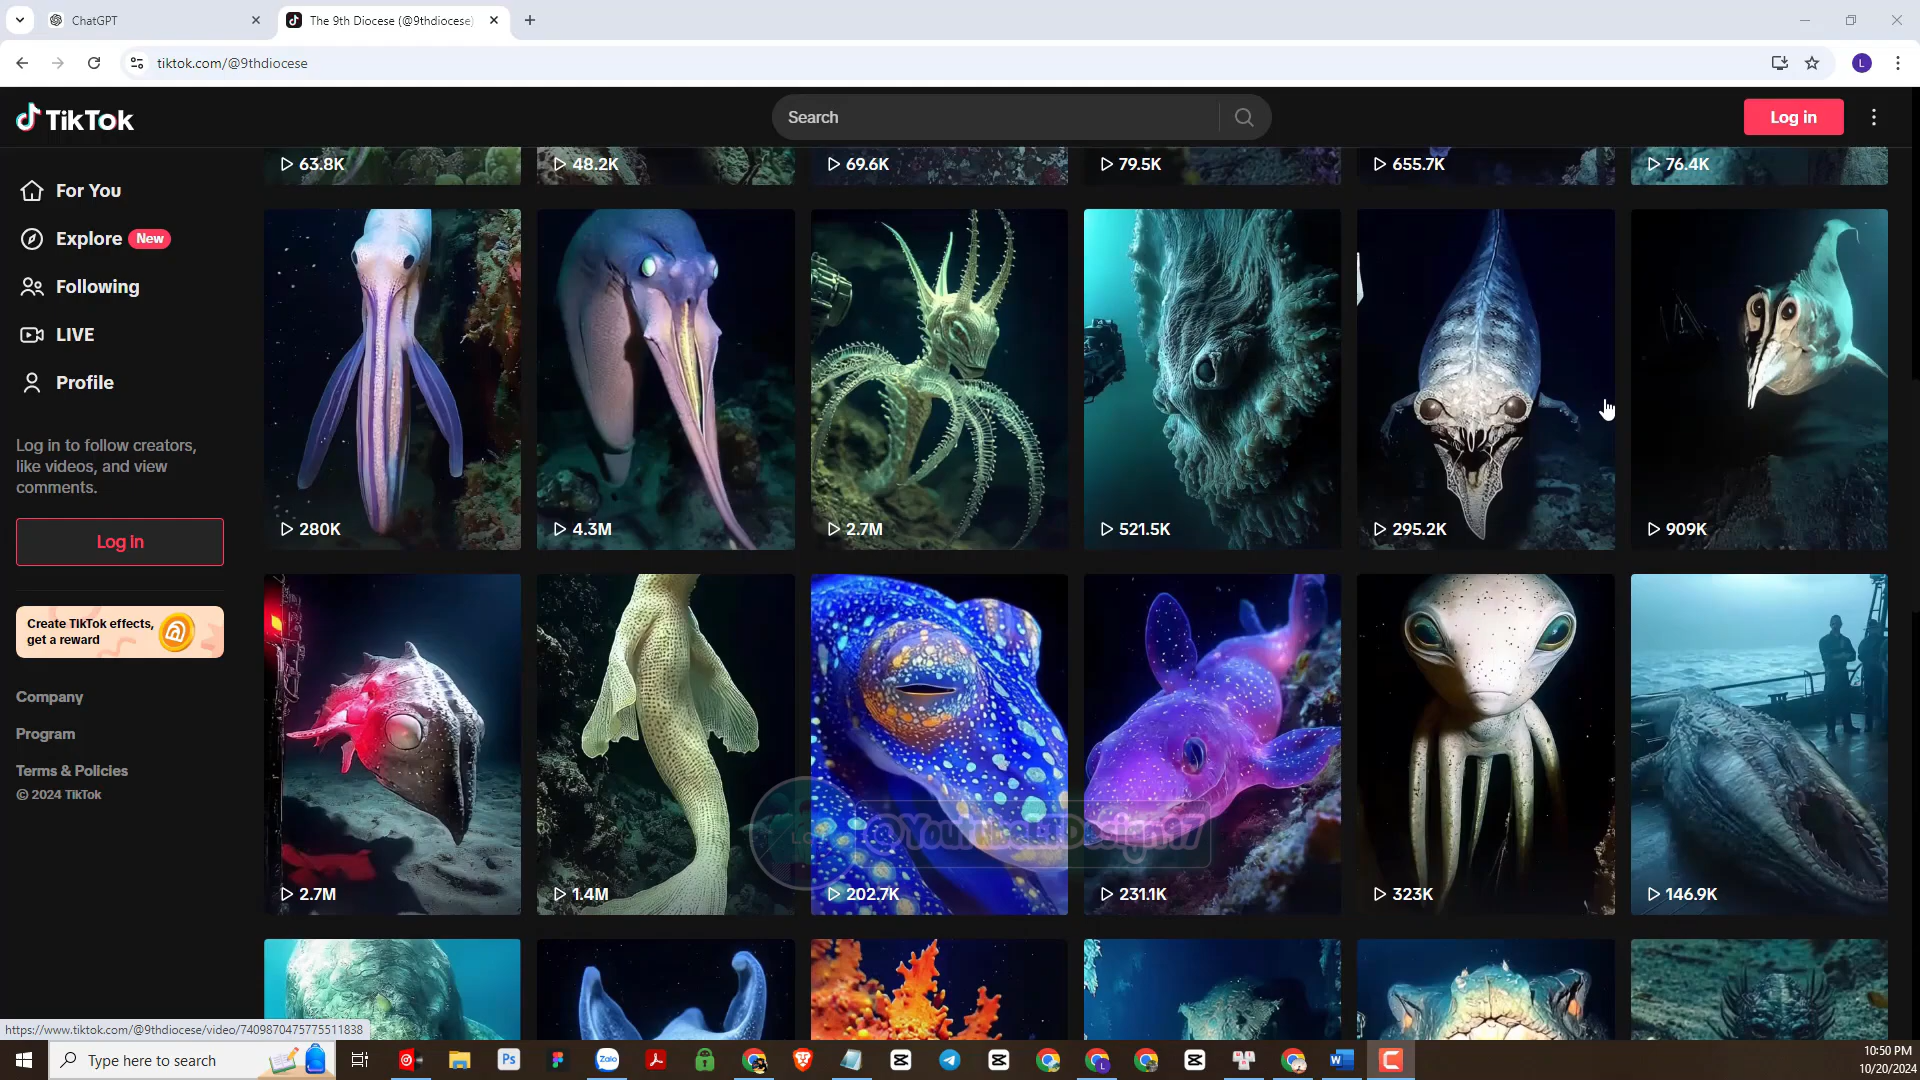 ChatGPT
The 9th Diocese (@9thdiocese)
tiktok.com/@9thdiocese
L
TikTok
Search
Log in
For You
Explore New
Following
LIVE
Profile
Log in to follow creators,
like videos, and view
comments.
Log In
Create TikTok effects,
get a reward
Company
Program
Terms & Policies
© 2024 TikTok
63.8K
48.2K
69.6K
79.5K
655.7K
76.4K
280K
4.3M
2.7M
521.5K
295.2K
909K
2.7M
1.4M
202.7K
231.1K
323K
146.9K
https://www.tiktok.com/@9thdiocese/video/7409870475775511838
Type here to search
Ps
Zalo
10:50 PM
10/20/2024